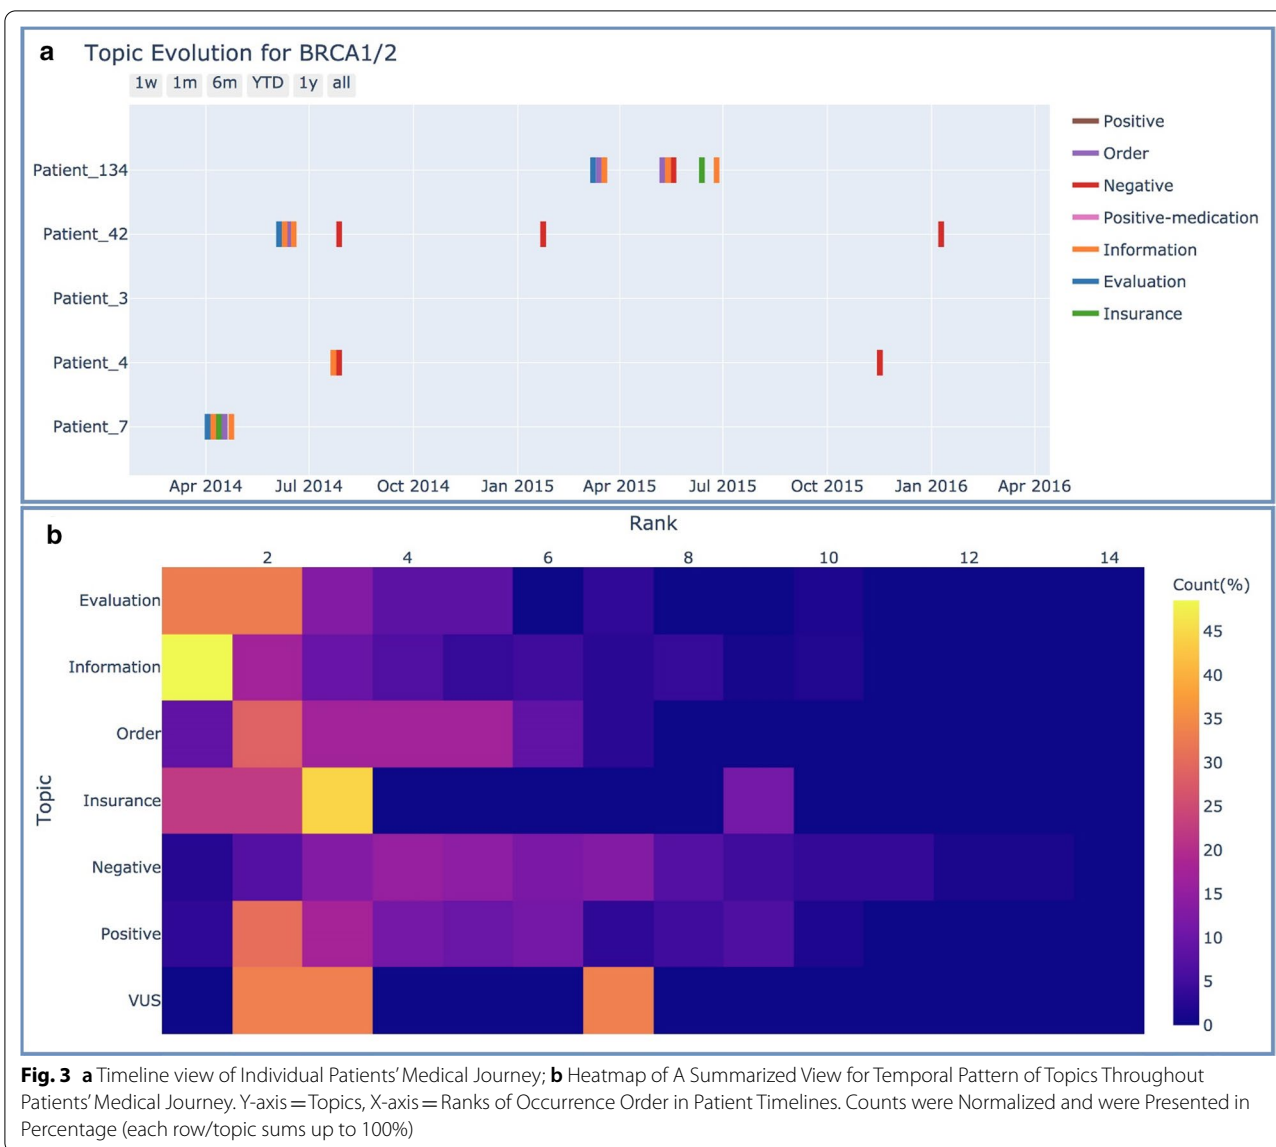 a Topic Evolution for BRCA1/2
1w 1m 6m YTD 1y all
Patient_134
Patient_42
Patient_3
Patient_4
Patient_7
Apr 2014 Jul 2014 Oct 2014 Jan 2015 Apr 2015 Jul 2015 Oct 2015 Jan 2016 Apr 2016
Positive
Order
Negative
Positive-medication
Information
Evaluation
Insurance
b
Rank
2 4 6 8 10 12 14
Topic
Evaluation
Information
Order
Insurance
Negative
Positive
VUS
Count(%)
45
40
35
30
25
20
15
10
5
0
Fig. 3 a Timeline view of Individual Patients' Medical Journey; b Heatmap of A Summarized View for Temporal Pattern of Topics Throughout
Patients' Medical Journey. Y-axis = Topics, X-axis = Ranks of Occurrence Order in Patient Timelines. Counts were Normalized and were Presented in
Percentage (each row/topic sums up to 100%)